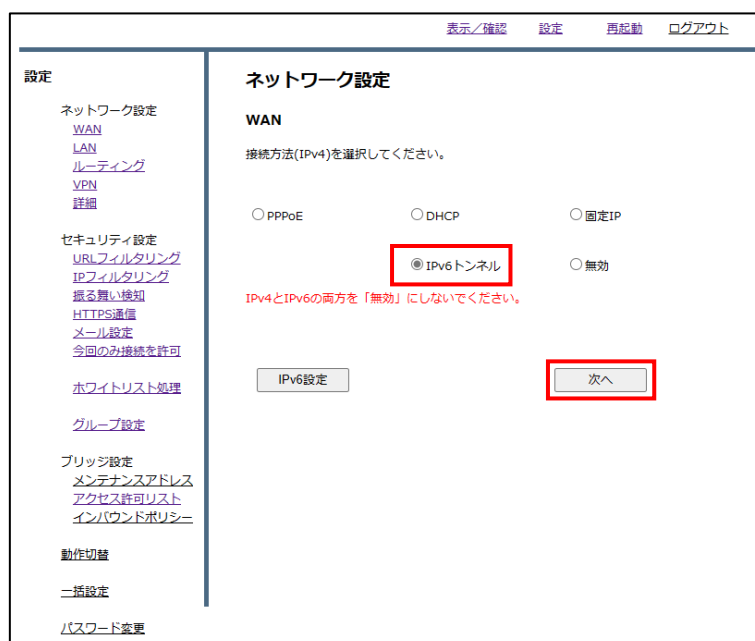 表示／確認 設定 再起動 ログアウト
設定
ネットワーク設定
WAN
LAN
ルーティング
VPN
詳細
セキュリティ設定
URLフィルタリング
IPフィルタリング
振る舞い検知
HTTPS通信
メール設定
今回のみ接続を許可
ホワイトリスト処理
グループ設定
ブリッジ設定
メンテナンスアドレス
アクセス許可リスト
インバウンドポリシー
動作切替
一括設定
パスワード変更
ネットワーク設定
WAN
接続方法(IPv4)を選択してください。
PPPoE DHCP 固定IP
IPv6トンネル 無効
IPv4とIPv6の両方を「無効」にしないでください。
IPv6設定 次へ